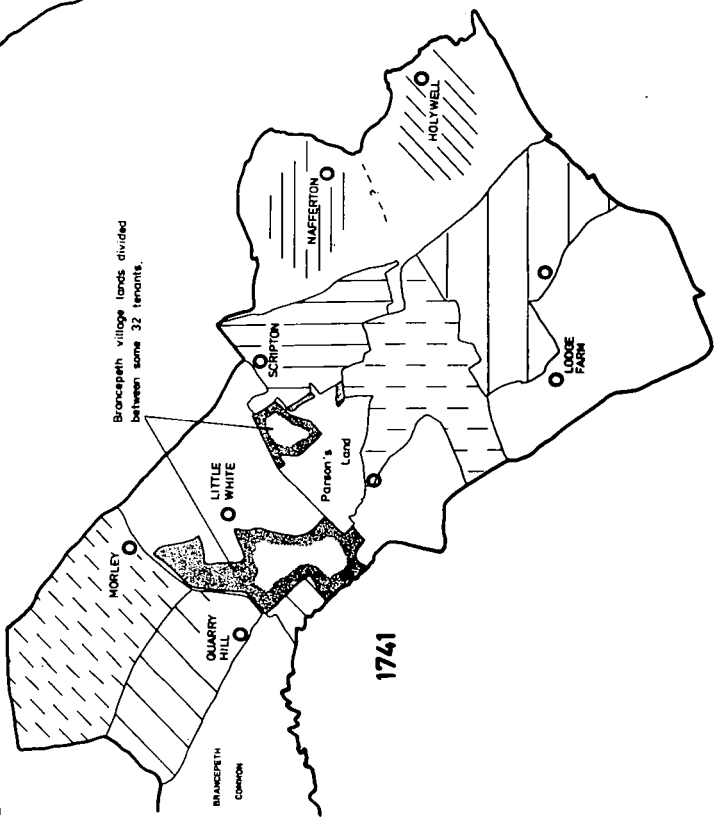 Brancepeth village lands divided
between some 32 tenants.
MORLEY
LITTLE
WHITE
QUARRY
HILL
BRANCEPETH
COMMON
SCRIPTON
NAFFERTON
?
HOLYWELL
Parson's
Land
LODGE
FARM
1741